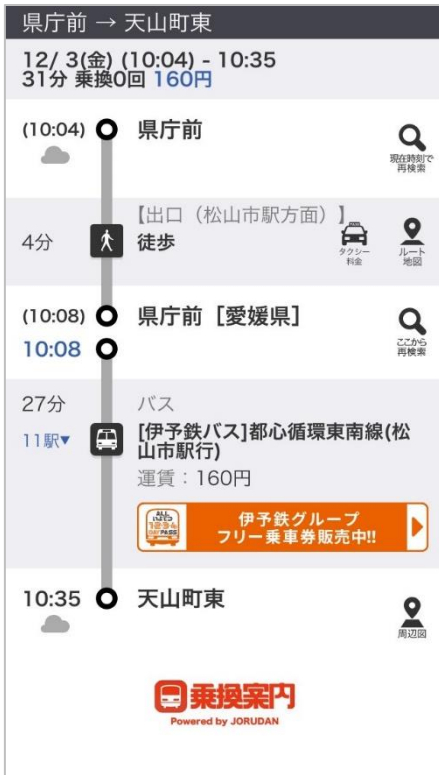 県庁前 → 天山町東
12/ 3(金) (10:04) - 10:35
31分 乗換0回 160円
(10:04) 県庁前
現在時刻で
再検索
【出口（松山市駅方面）】
4分 徒歩
タクシー
料金
ルート
地図
(10:08) 県庁前［愛媛県］
10:08
ここから
再検索
27分 バス
11駅▼ [伊予鉄バス]都心循環東南線(松
山市駅行)
運賃：160円
ALL
IYOTETSU
1234
DAY PASS
伊予鉄グループ
フリー乗車券販売中!!
10:35 天山町東
周辺図
乗換案内
Powered by JORUDAN